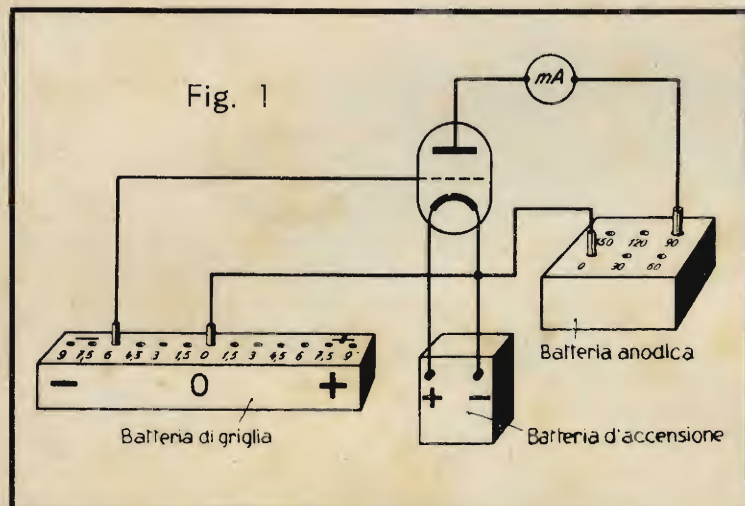 Fig. 1
mA
150 120 90
0 30 60
Batteria anodica
9 7,5 6 4,5 3 1,5 0 1,5 3 4,5 6 7,5 9
− 0 +
+ −
Batteria di griglia
Batteria d'accensione